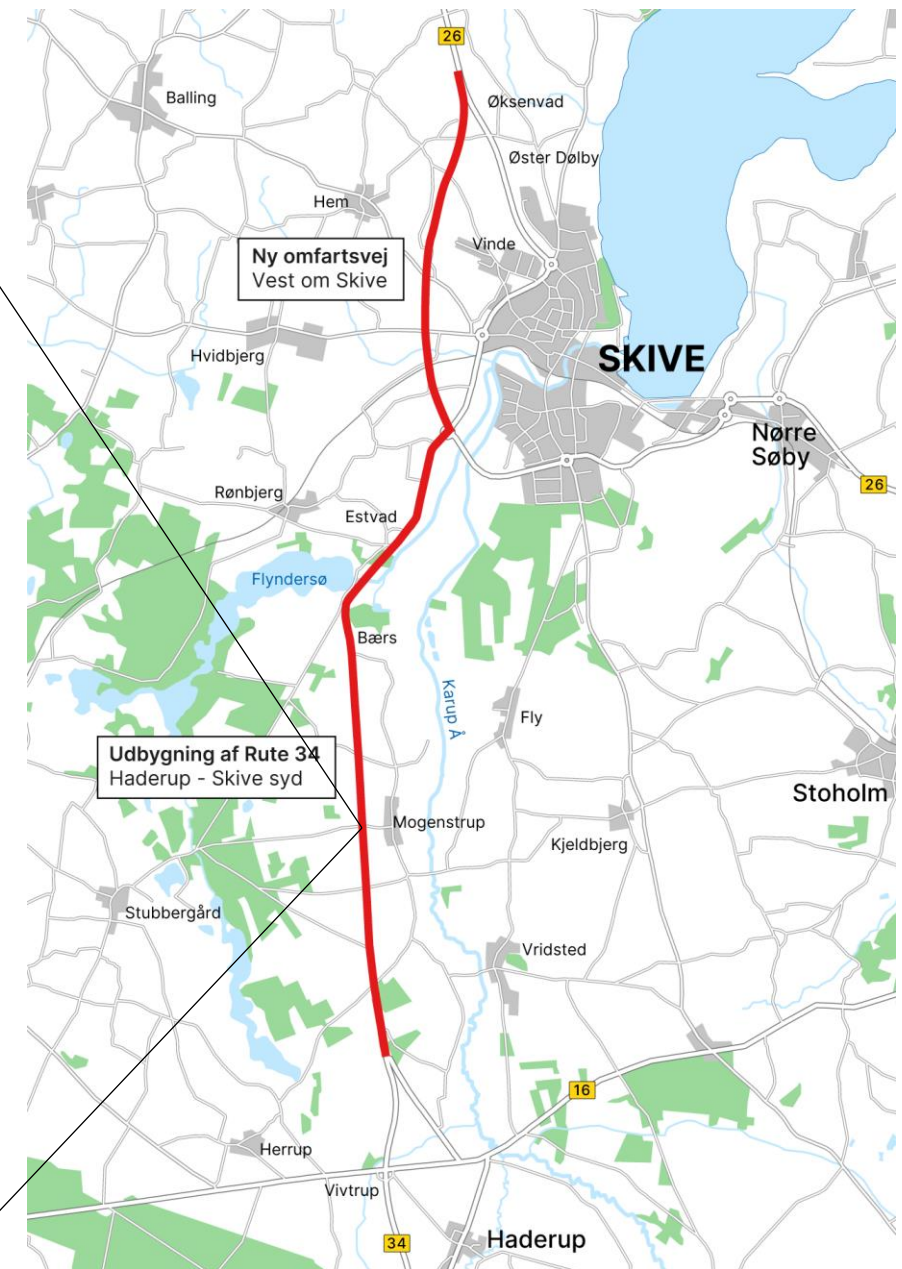 26
Balling
Øksenvad
Øster Dølby
Hem
Vinde
Ny omfartsvej
Vest om Skive
Hvidbjerg
SKIVE
Nørre
Søby
26
Rønbjerg
Estvad
Flyndersø
Bærs
Karup Å
Fly
Udbygning af Rute 34
Haderup - Skive syd
Stoholm
Mogenstrup
Kjeldbjerg
Stubbergård
Vridsted
16
Herrup
Vivtrup
34
Haderup